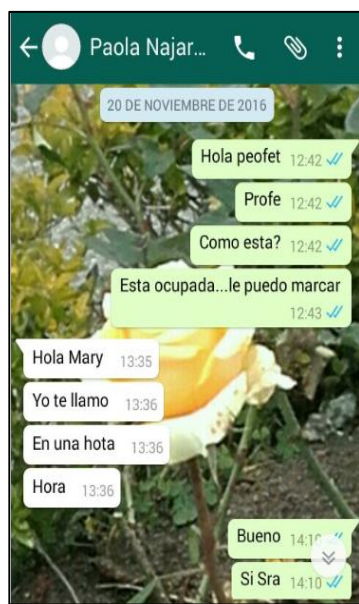 Paola Najar...
20 DE NOVIEMBRE DE 2016
Hola peofet 12:42
Profe 12:42
Como esta? 12:42
Esta ocupada...le puedo marcar
12:43
Hola Mary 13:35
Yo te llamo 13:36
En una hota 13:36
Hora 13:36
Bueno 14:10
Si Sra 14:10